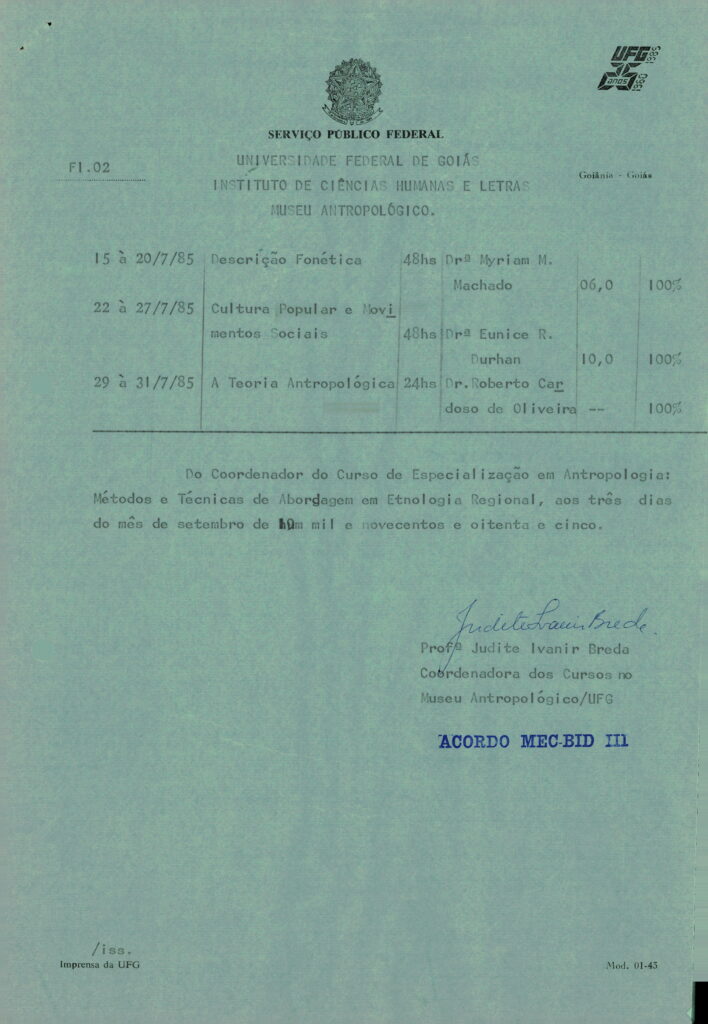 UFG
anos
SERVIÇO PÚBLICO FEDERAL
Fl.02
UNIVERSIDADE FEDERAL DE GOIÁS
Goiânia - Goiás
INSTITUTO DE CIÊNCIAS HUMANAS E LETRAS
MUSEU ANTROPOLÓGICO.
15 à 20/7/85 Descrição Fonética 48hs Drª Myriam M.
Machado 06,0 100%
22 à 27/7/85 Cultura Popular e Movi
mentos Sociais 48hs Drª Eunice R.
Durhan 10,0 100%
29 à 31/7/85 A Teoria Antropológica 24hs Dr.Roberto Car
doso de Oliveira -- 100%
Do Coordenador do Curso de Especialização em Antropologia:
Métodos e Técnicas de Abordagem em Etnologia Regional, aos três dias
do mês de setembro de hum mil e novecentos e oitenta e cinco.
Judite Ivanir Breda.
Profª Judite Ivanir Breda
Coordenadora dos Cursos no
Museu Antropológico/UFG
ACORDO MEC-BID III
/iss.
Imprensa da UFG
Mod. 01-45